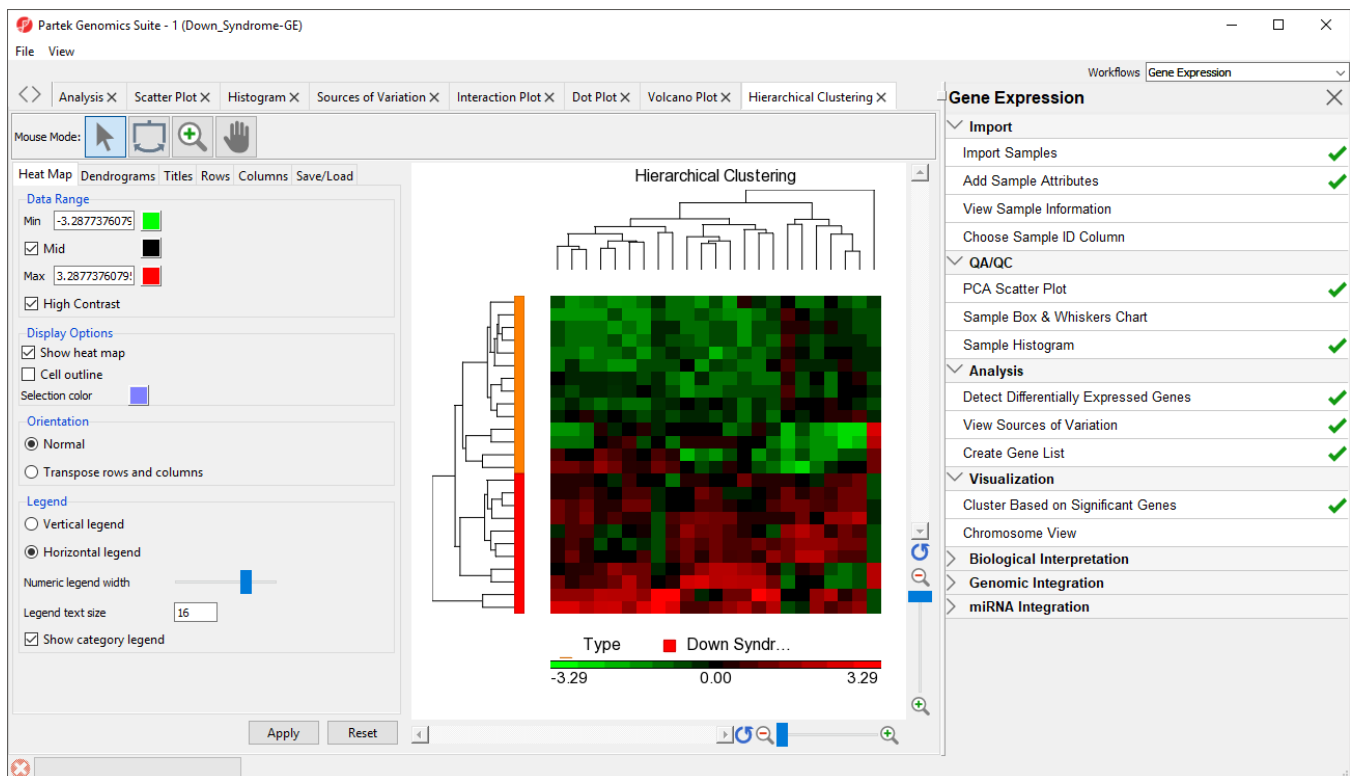 Partek Genomics Suite - 1 (Down_Syndrome-GE)
File View
Workflows Gene Expression
Analysis Scatter Plot Histogram Sources of Variation Interaction Plot Dot Plot Volcano Plot Hierarchical Clustering
Mouse Mode:
Heat Map Dendrograms Titles Rows Columns Save/Load
Data Range
Min -3.2877376079
Mid
Max 3.2877376079
High Contrast
Display Options
Show heat map
Cell outline
Selection color
Orientation
Normal
Transpose rows and columns
Legend
Vertical legend
Horizontal legend
Numeric legend width
Legend text size 16
Show category legend
Apply Reset
Hierarchical Clustering
Type Down Syndr...
-3.29 0.00 3.29
Gene Expression
Import
Import Samples
Add Sample Attributes
View Sample Information
Choose Sample ID Column
QA/QC
PCA Scatter Plot
Sample Box & Whiskers Chart
Sample Histogram
Analysis
Detect Differentially Expressed Genes
View Sources of Variation
Create Gene List
Visualization
Cluster Based on Significant Genes
Chromosome View
Biological Interpretation
Genomic Integration
miRNA Integration